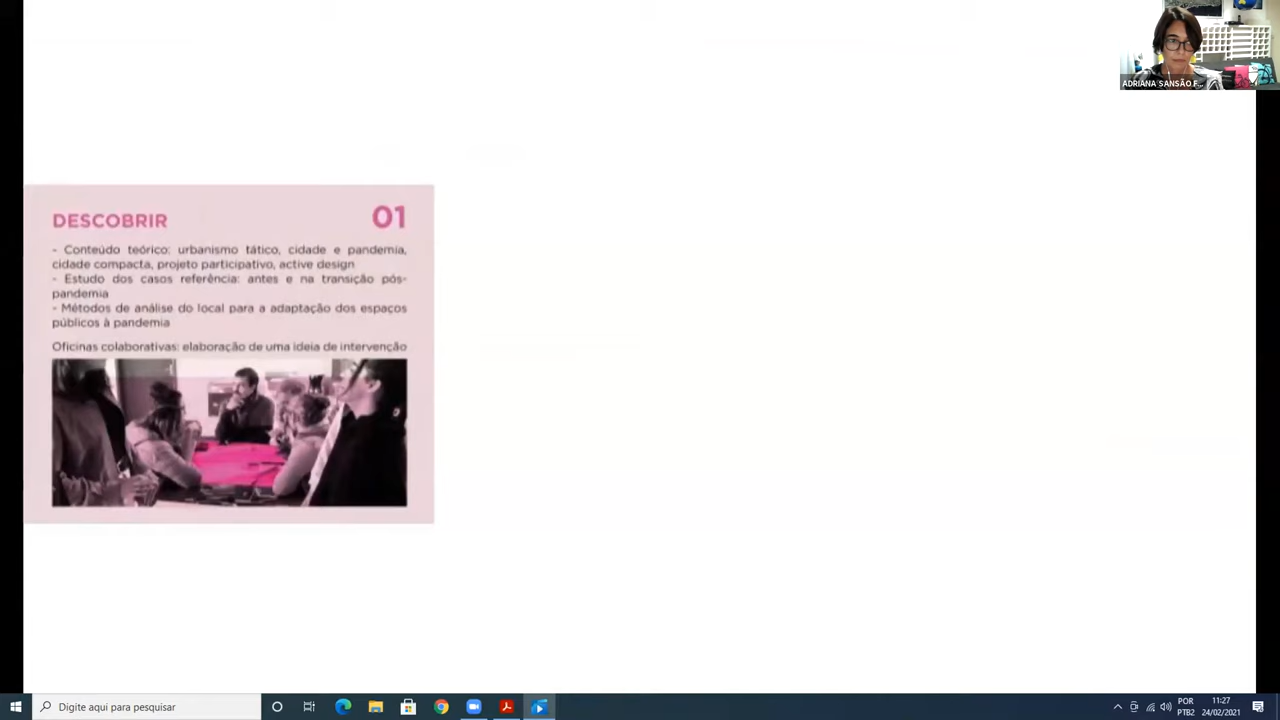 ADRIANA SANSÃO F...
DESCOBRIR
01
- Conteúdo teórico: urbanismo tático, cidade e pandemia,
cidade compacta, projeto participativo, active design
- Estudo dos casos referência: antes e na transição pós-
pandemia
- Métodos de análise do local para a adaptação dos espaços
públicos à pandemia
Oficinas colaborativas: elaboração de uma ideia de intervenção
Digite aqui para pesquisar
POR
PTB2
11:27
24/02/2021